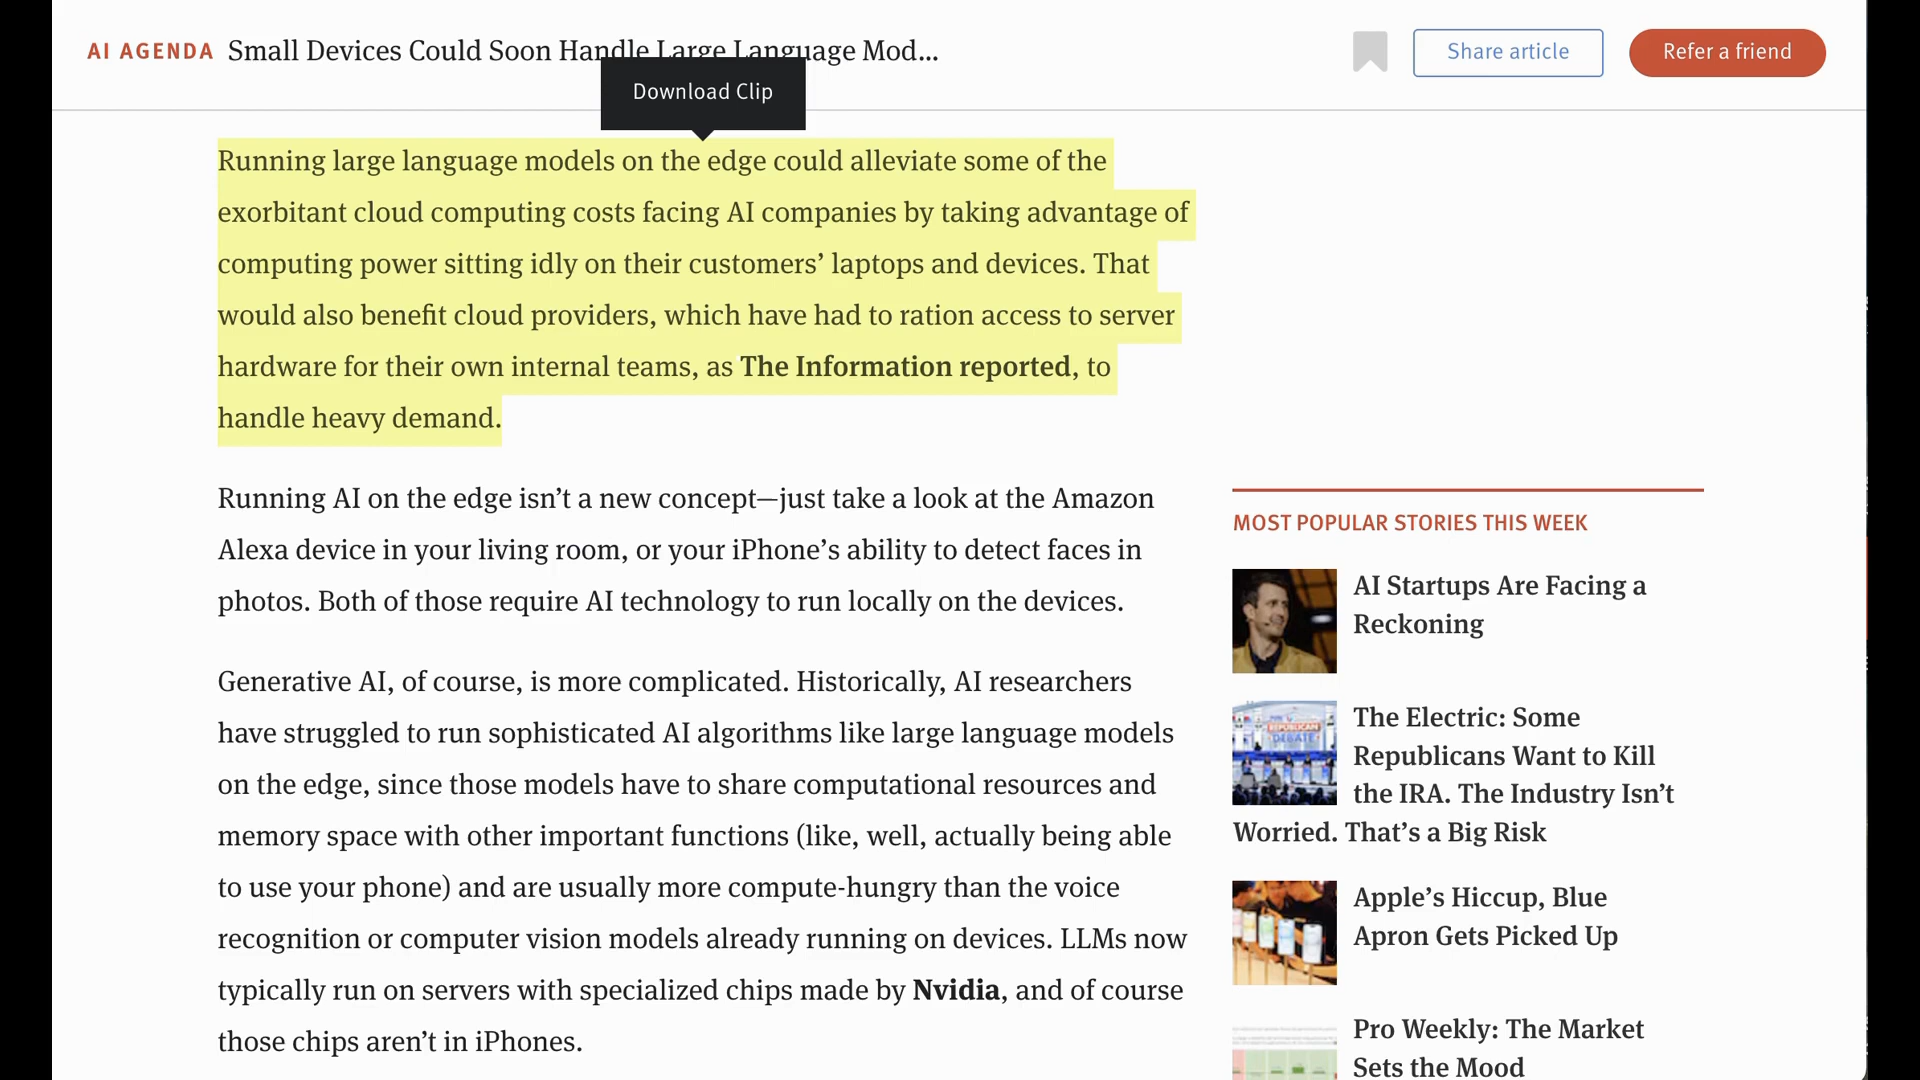 AI AGENDA Small Devices Could Soon Handle Large Language Mod...
Share article
Refer a friend
Download Clip
Running large language models on the edge could alleviate some of the
exorbitant cloud computing costs facing AI companies by taking advantage of
computing power sitting idly on their customers’ laptops and devices. That
would also benefit cloud providers, which have had to ration access to server
hardware for their own internal teams, as The Information reported, to
handle heavy demand.
Running AI on the edge isn’t a new concept—just take a look at the Amazon
Alexa device in your living room, or your iPhone’s ability to detect faces in
photos. Both of those require AI technology to run locally on the devices.
Generative AI, of course, is more complicated. Historically, AI researchers
have struggled to run sophisticated AI algorithms like large language models
on the edge, since those models have to share computational resources and
memory space with other important functions (like, well, actually being able
to use your phone) and are usually more compute-hungry than the voice
recognition or computer vision models already running on devices. LLMs now
typically run on servers with specialized chips made by Nvidia, and of course
those chips aren’t in iPhones.
MOST POPULAR STORIES THIS WEEK
AI Startups Are Facing a
Reckoning
REPUBLICAN
DEBATE
The Electric: Some
Republicans Want to Kill
the IRA. The Industry Isn’t
Worried. That’s a Big Risk
Apple’s Hiccup, Blue
Apron Gets Picked Up
Pro Weekly: The Market
Sets the Mood